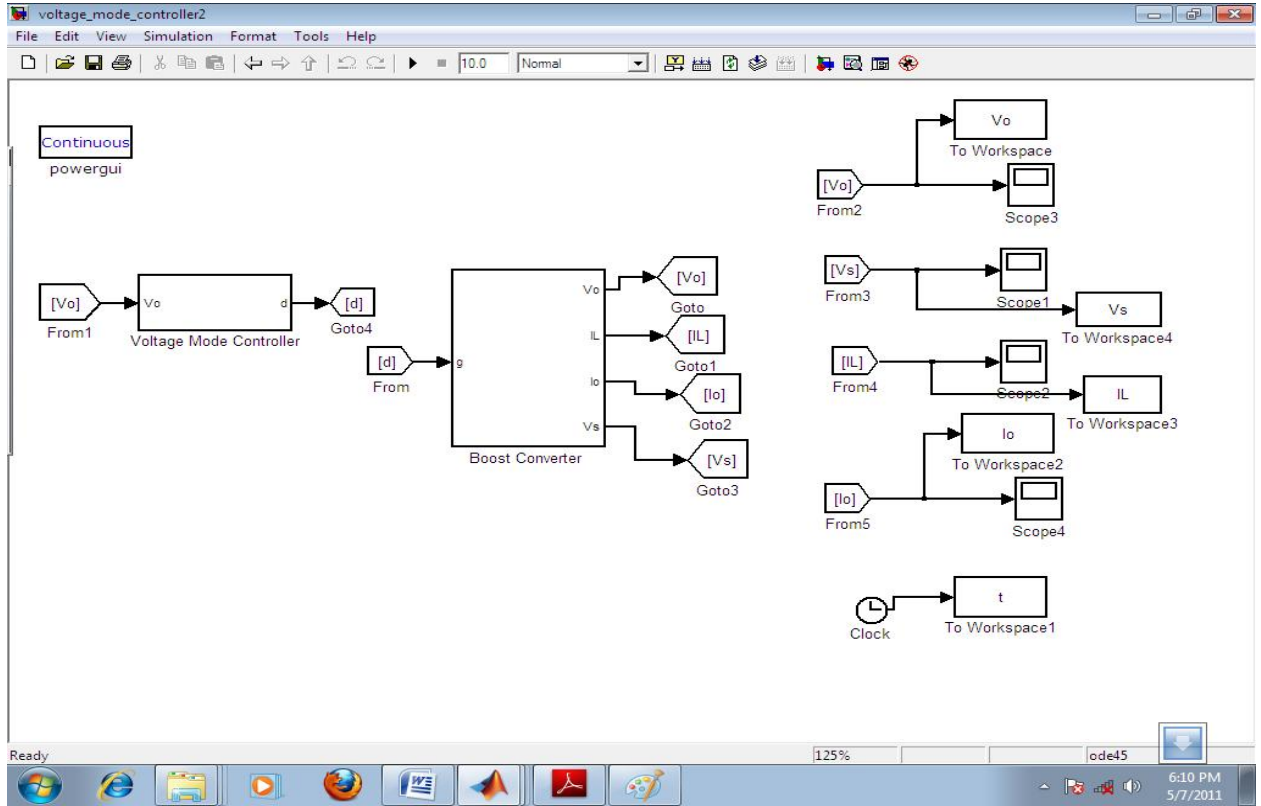 voltage_mode_controller2
File Edit View Simulation Format Tools Help
10.0 Normal
Continuous
powergui
[Vo]
From1
Vo d
Voltage Mode Controller
[d]
Goto4
[d]
From
g
Vo
IL
Io
Vs
Boost Converter
[Vo]
Goto
[IL]
Goto1
[Io]
Goto2
[Vs]
Goto3
Vo
To Workspace
[Vo]
From2
Scope3
[Vs]
From3
Scope1
Vs
To Workspace4
[IL]
From4
Scope2
IL
To Workspace3
Io
To Workspace2
[Io]
From5
Scope4
Clock
t
To Workspace1
Ready 125% ode45
6:10 PM
5/7/2011